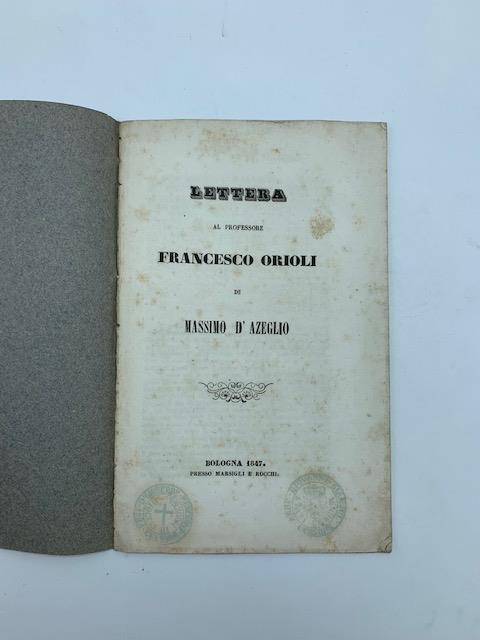 LETTERA
AL PROFESSORE
FRANCESCO ORIOLI
DI
MASSIMO D' AZEGLIO
BOLOGNA 1847.
PRESSO MARSIGLI E ROCCHI.